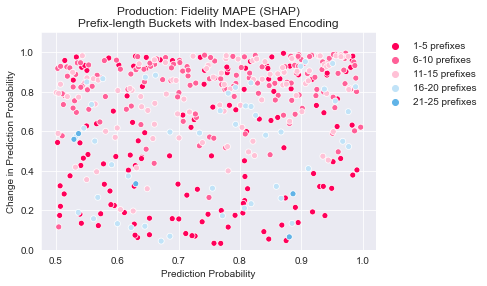 Production: Fidelity MAPE (SHAP)
Prefix-length Buckets with Index-based Encoding
1-5 prefixes
6-10 prefixes
11-15 prefixes
16-20 prefixes
21-25 prefixes
Change in Prediction Probability
1.0
0.8
0.6
0.4
0.2
0.0
0.5 0.6 0.7 0.8 0.9 1.0
Prediction Probability